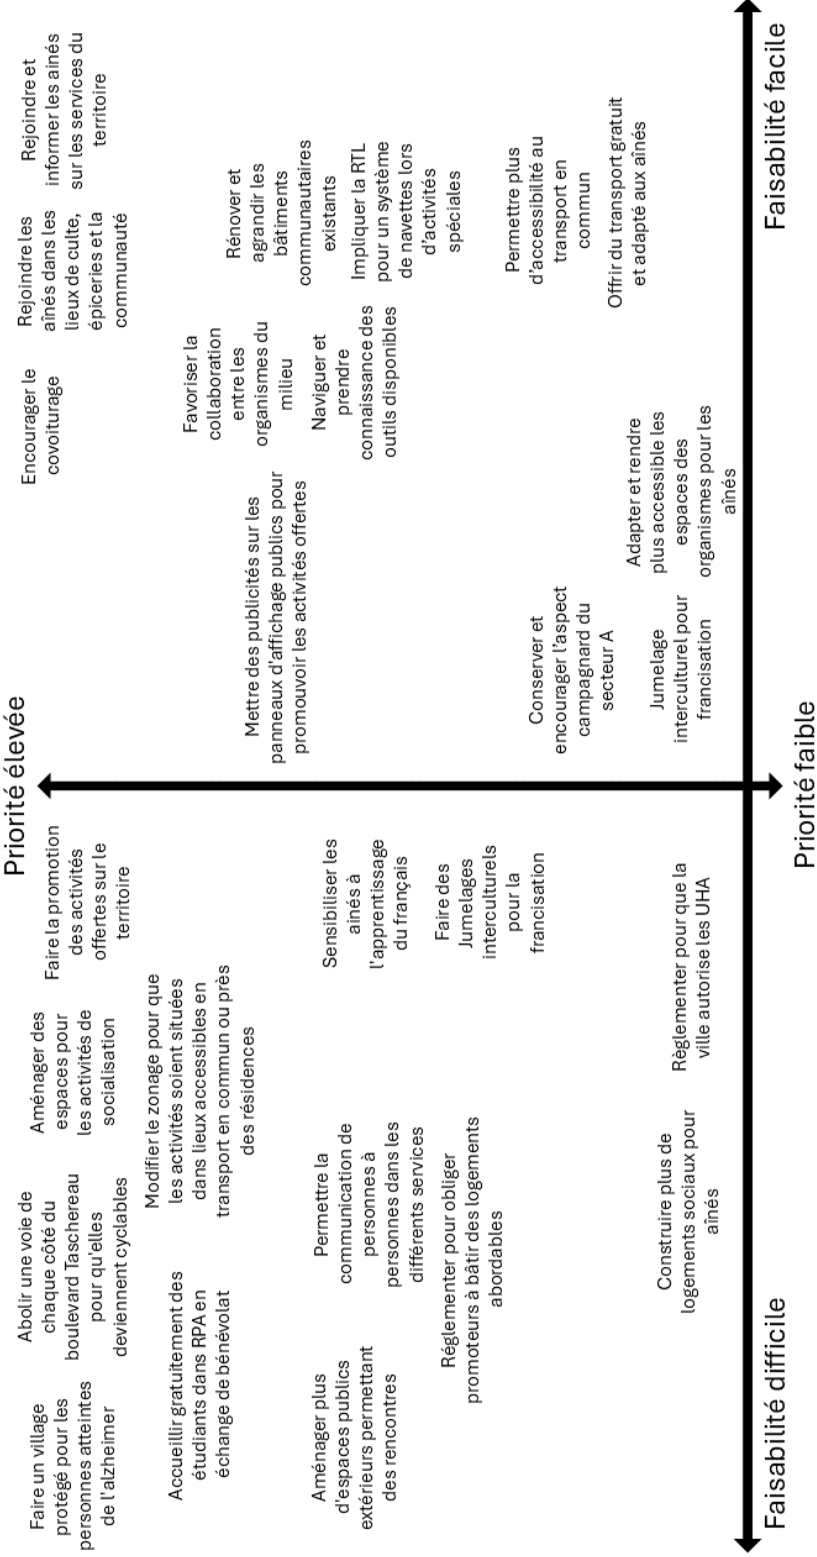 Priorité élevée
Faire un village
protégé pour les
personnes atteintes
de l'alzheimer
Abolir une voie de
chaque côté du
boulevard Taschereau
pour qu'elles
deviennent cyclables
Aménager des
espaces pour
les activités de
socialisation
Faire la promotion
des activités
offertes sur le
territoire
Encourager le
covoiturage
Rejoindre les
aînés dans les
lieux de culte,
épiceries et la
communauté
Rejoindre et
informer les ainés
sur les services du
territoire
Accueillir gratuitement des
étudiants dans RPA en
échange de bénévolat
Modifier le zonage pour que
les activités soient situées
dans lieux accessibles en
transport en commun ou près
des résidences
Mettre des publicités sur les
panneaux d'affichage publics pour
promouvoir les activités offertes
Favoriser la
collaboration
entre les
organismes du
milieu
Rénover et
agrandir les
bâtiments
communautaires
existants
Aménager plus
d'espaces publics
extérieurs permettant
des rencontres
Permettre la
communication de
personnes à
personnes dans les
différents services
Sensibiliser les
ainés à
l'apprentissage
du français
Naviguer et
prendre
connaissance des
outils disponibles
Impliquer la RTL
pour un système
de navettes lors
d'activités
spéciales
Réglementer pour obliger
promoteurs à bâtir des logements
abordables
Faire des
Jumelages
interculturels
pour la
francisation
Conserver et
encourager l'aspect
campagnard du
secteur A
Permettre plus
d'accessibilité au
transport en
commun
Offrir du transport gratuit
et adapté aux aînés
Construire plus de
logements sociaux pour
aînés
Règlementer pour que la
ville autorise les UHA
Jumelage
interculturel pour
francisation
Adapter et rendre
plus accessible les
espaces des
organismes pour les
aînés
Faisabilité difficile
Faisabilité facile
Priorité faible